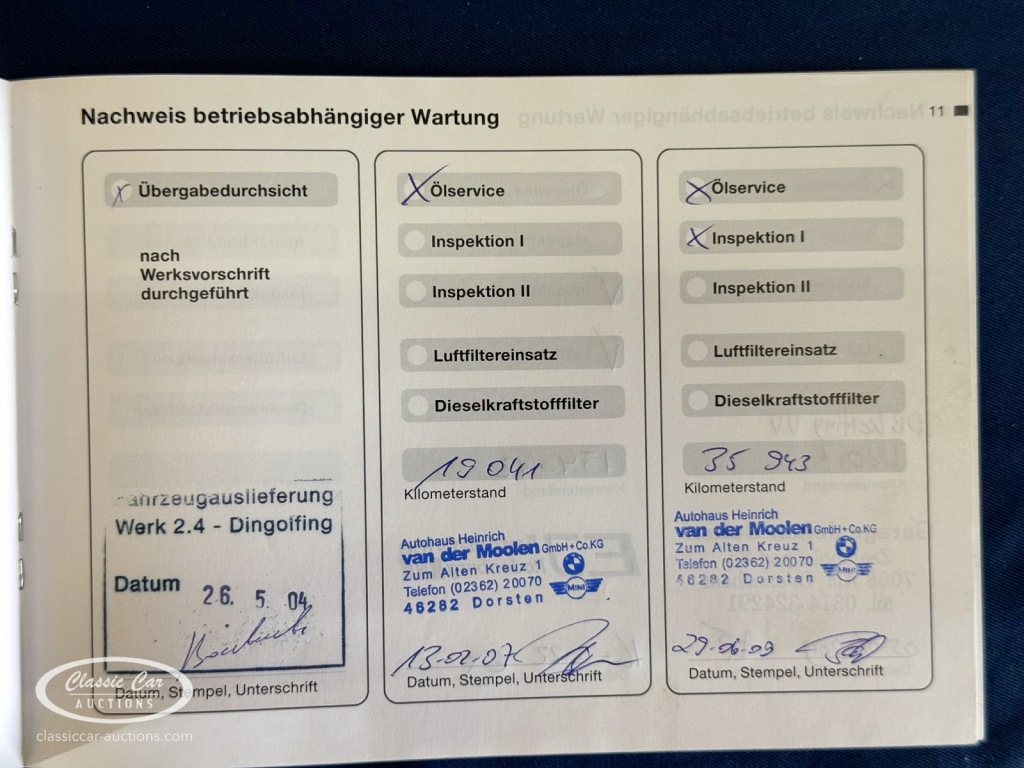 Nachweis betriebsabhängiger Wartung
11
X Übergabedurchsicht
nach
Werksvorschrift
durchgeführt
Fahrzeugauslieferung
Werk 2.4 - Dingolfing
Datum 26. 5. 04
Datum, Stempel, Unterschrift
X Ölservice
Inspektion I
Inspektion II
Luftfiltereinsatz
Dieselkraftstofffilter
19 041
Kilometerstand
Autohaus Heinrich
van der Moolen GmbH+Co.KG
Zum Alten Kreuz 1
Telefon (02362) 20070
MINI
46282 Dorsten
13-02-07
Datum, Stempel, Unterschrift
X Ölservice
X Inspektion I
Inspektion II
Luftfiltereinsatz
Dieselkraftstofffilter
35 943
Kilometerstand
Autohaus Heinrich
van der Moolen GmbH+Co.KG
Zum Alten Kreuz 1
Telefon (02362) 20070
MINI
46282 Dorsten
29-06-09
Datum, Stempel, Unterschrift
Classic Car
AUCTIONS
classiccar-auctions.com